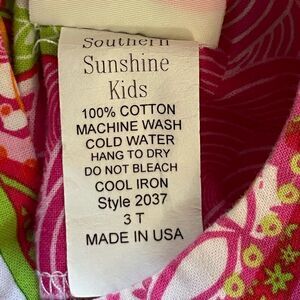 Southern
Sunshine
Kids
100% COTTON
MACHINE WASH
COLD WATER
HANG TO DRY
DO NOT BLEACH
COOL IRON
Style 2037
3 T
MADE IN USA